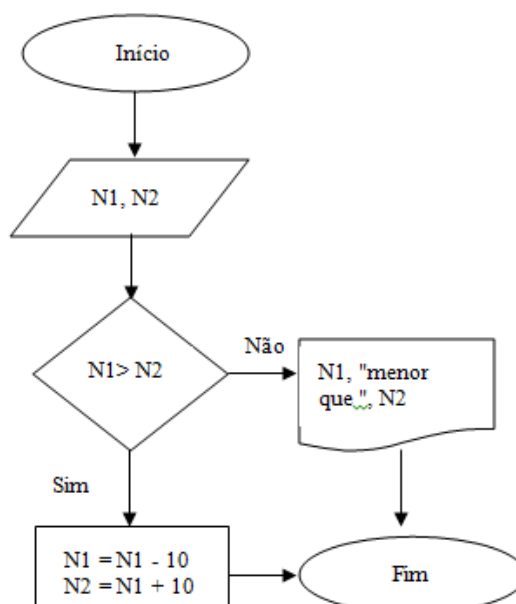 Início
N1, N2
N1> N2
Não
N1, "menor
que ", N2
Sim
N1 = N1 - 10
N2 = N1 + 10
Fim